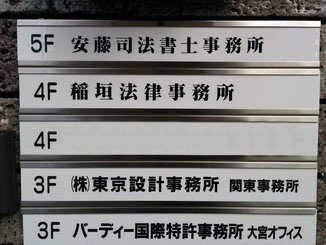 5F 安藤司法書士事務所
4F 稲垣法律事務所
4F
3F ㈱東京設計事務所 関東事務所
3F バーディー国際特許事務所 大宮オフィス